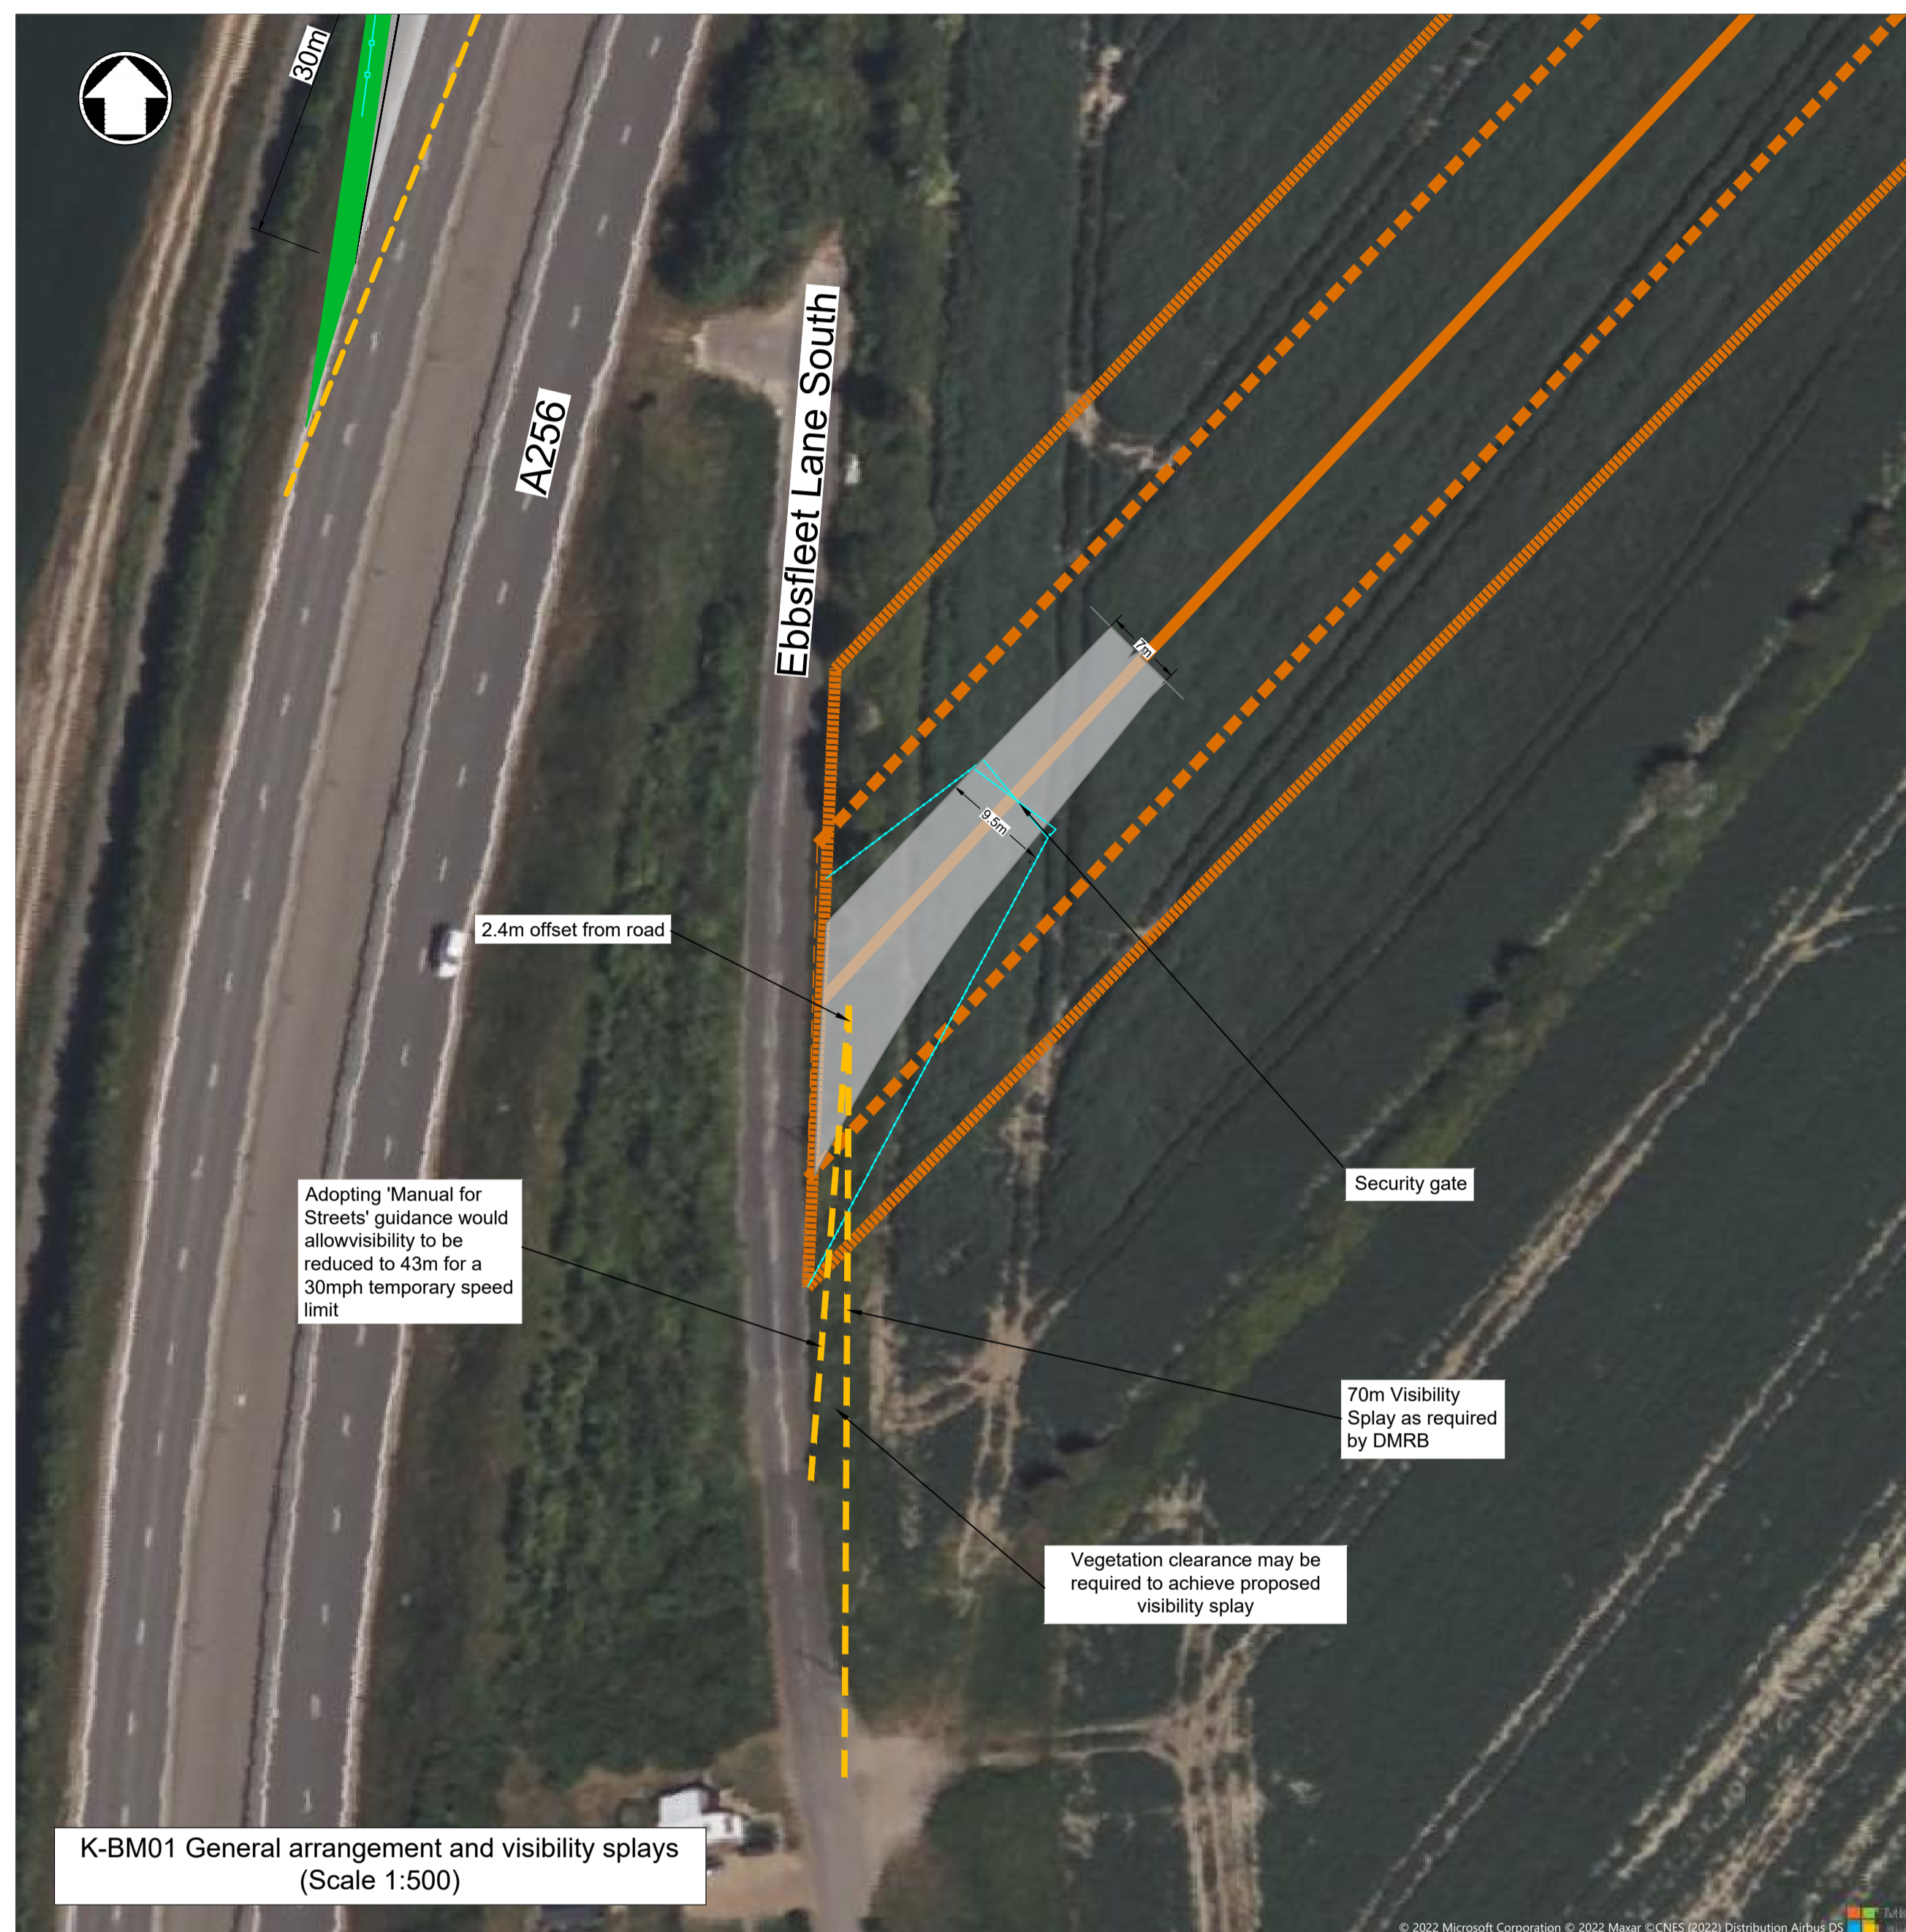 30m
A256
Ebbsfleet Lane South
7m
9.5m
2.4m offset from road
Security gate
Adopting 'Manual for
Streets' guidance would
allowvisibility to be
reduced to 43m for a
30mph temporary speed
limit
70m Visibility
Splay as required
by DMRB
Vegetation clearance may be
required to achieve proposed
visibility splay
K-BM01 General arrangement and visibility splays
(Scale 1:500)
© 2022 Microsoft Corporation © 2022 Maxar ©CNES (2022) Distribution Airbus DS